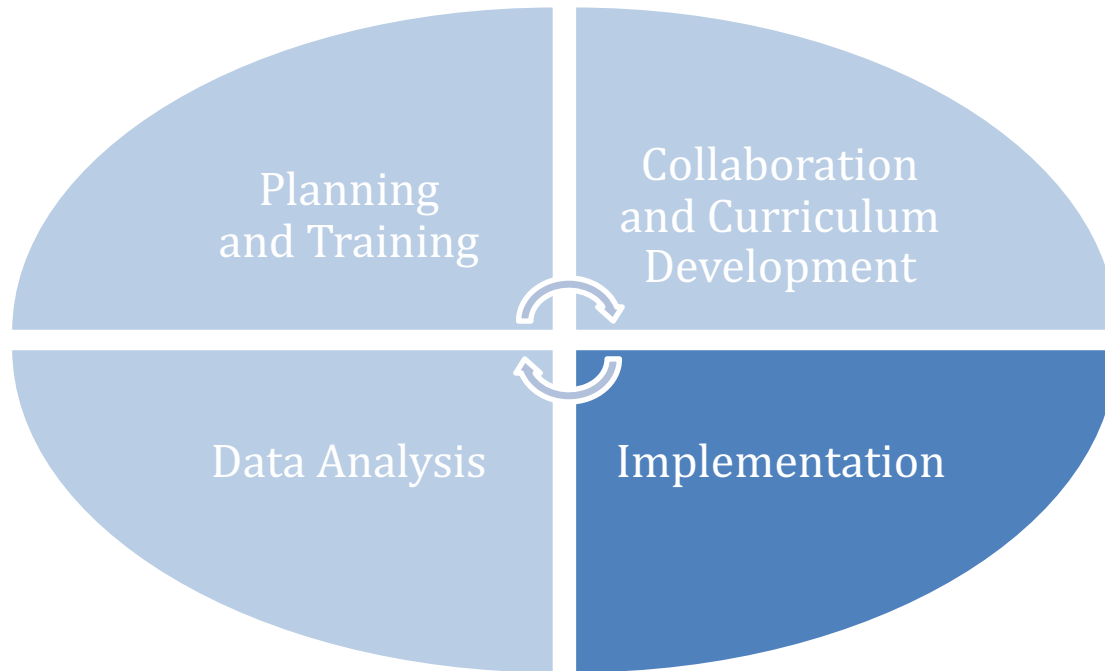 Planning
and Training
Collaboration
and Curriculum
Development
Data Analysis
Implementation